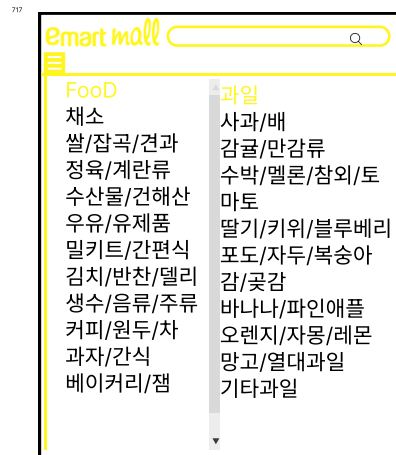 717
emart mall
FooD
채소
쌀/잡곡/견과
정육/계란류
수산물/건해산
우유/유제품
밀키트/간편식
김치/반찬/델리
생수/음류/주류
커피/원두/차
과자/간식
베이커리/잼
과일
사과/배
감귤/만감류
수박/멜론/참외/토
마토
딸기/키위/블루베리
포도/자두/복숭아
감/곶감
바나나/파인애플
오렌지/자몽/레몬
망고/열대과일
기타과일